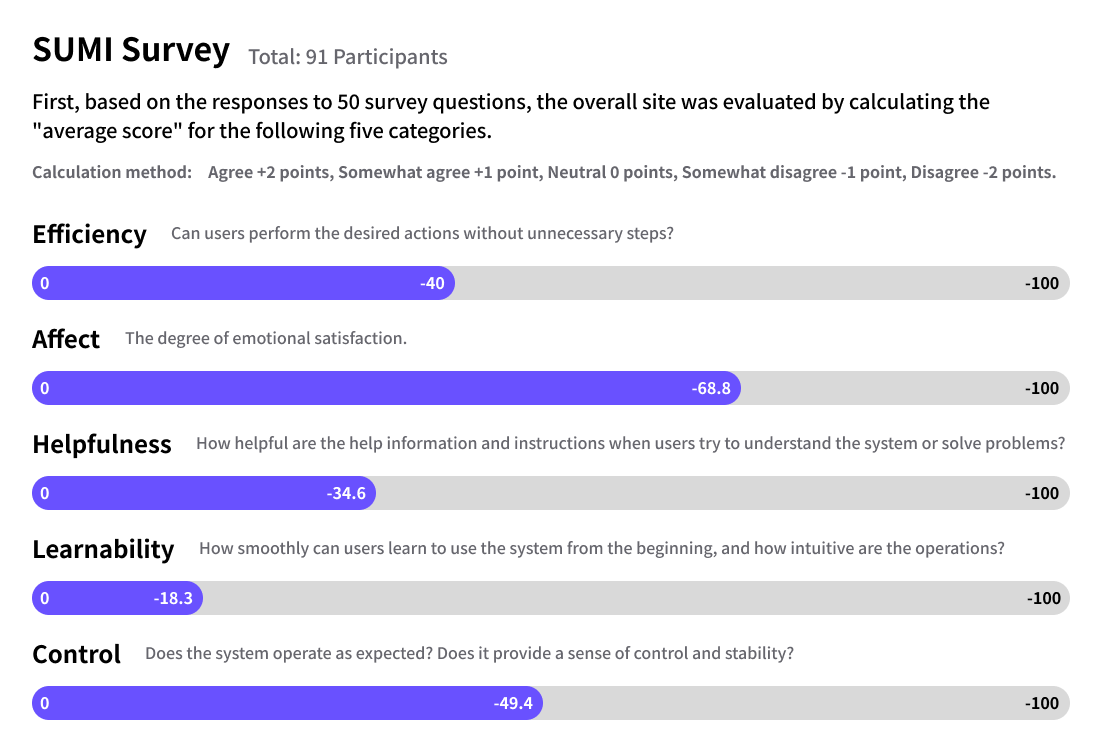 SUMI Survey Total: 91 Participants
First, based on the responses to 50 survey questions, the overall site was evaluated by calculating the
"average score" for the following five categories.
Calculation method: Agree +2 points, Somewhat agree +1 point, Neutral 0 points, Somewhat disagree -1 point, Disagree -2 points.
Efficiency Can users perform the desired actions without unnecessary steps?
0 -40 -100
Affect The degree of emotional satisfaction.
0 -68.8 -100
Helpfulness How helpful are the help information and instructions when users try to understand the system or solve problems?
0 -34.6 -100
Learnability How smoothly can users learn to use the system from the beginning, and how intuitive are the operations?
0 -18.3 -100
Control Does the system operate as expected? Does it provide a sense of control and stability?
0 -49.4 -100